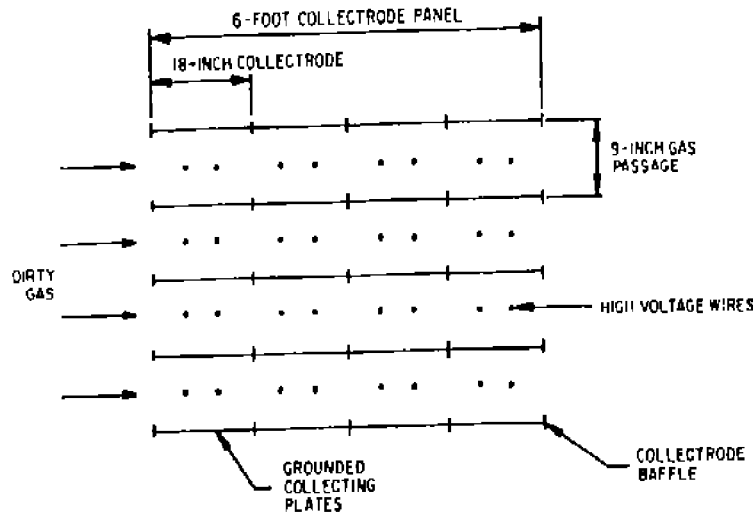 6-FOOT COLLECTRODE PANEL
18-INCH COLLECTRODE
9-INCH GAS
PASSAGE
DIRTY
GAS
HIGH VOLTAGE WIRES
GROUNDED
COLLECTING
PLATES
COLLECTRODE
BAFFLE